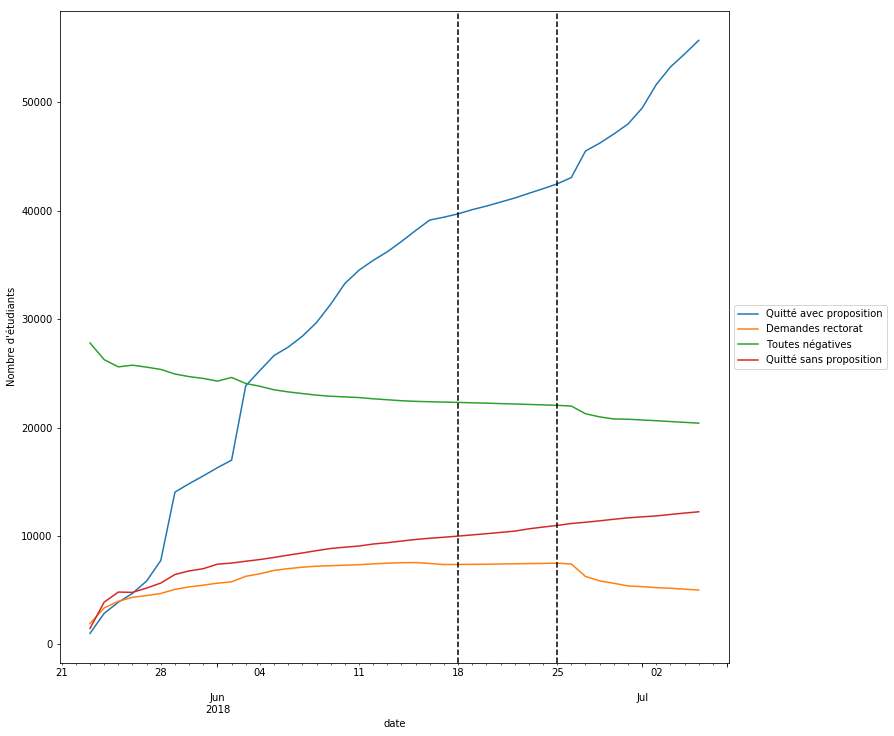 Nombre d'étudiants
50000
40000
30000
20000
10000
0
21
28
04
11
18
25
02
Jun
2018
Jul
date
Quitté avec proposition
Demandes rectorat
Toutes négatives
Quitté sans proposition